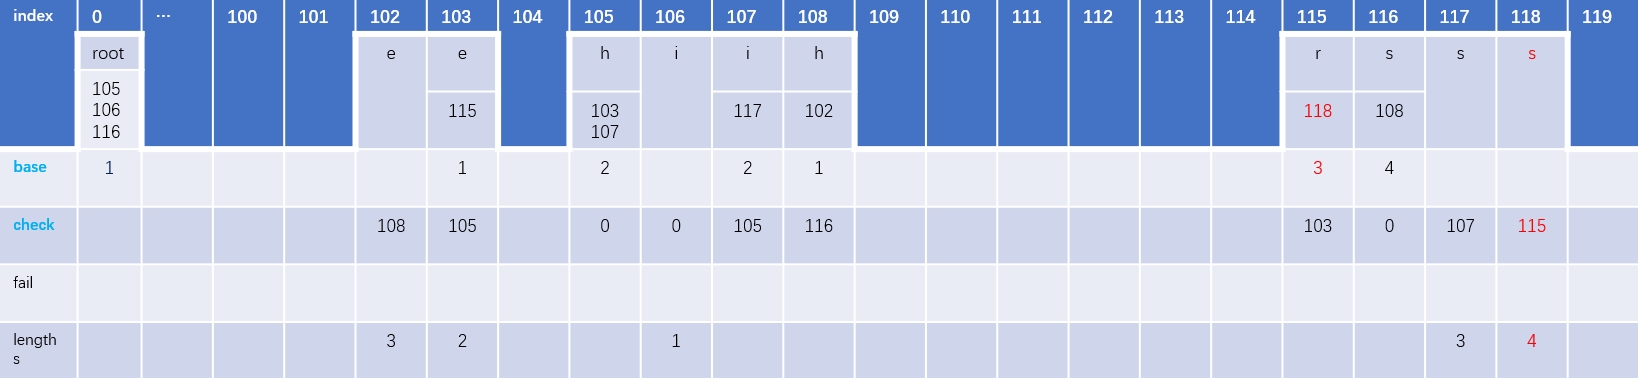 index 0 ... 100 101 102 103 104 105 106 107 108 109 110 111 112 113 114 115 116 117 118 119
root e e h i i h r s s s
105
106 115 103 117 102 118 108
116 107
base 1 1 2 2 1 3 4
check 108 105 0 0 105 116 103 0 107 115
fail
length 3 2 1 3 4
s